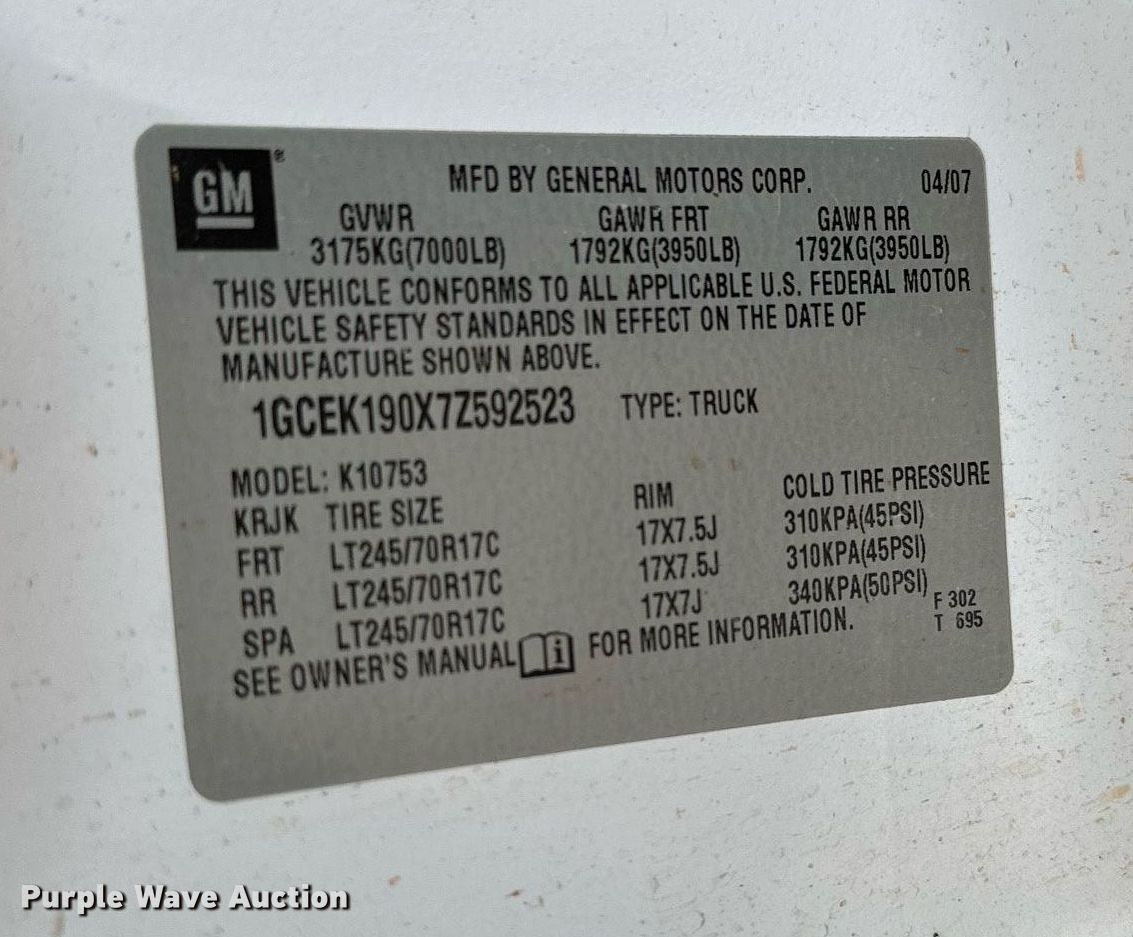 GM®
MFD BY GENERAL MOTORS CORP. 04/07
GVWR GAWR FRT GAWR RR
3175KG(7000LB) 1792KG(3950LB) 1792KG(3950LB)
THIS VEHICLE CONFORMS TO ALL APPLICABLE U.S. FEDERAL MOTOR
VEHICLE SAFETY STANDARDS IN EFFECT ON THE DATE OF
MANUFACTURE SHOWN ABOVE.
1GCEK190X7Z592523 TYPE: TRUCK
MODEL: K10753
KRJK TIRE SIZE RIM COLD TIRE PRESSURE
FRT LT245/70R17C 17X7.5J 310KPA(45PSI)
RR LT245/70R17C 17X7.5J 310KPA(45PSI)
SPA LT245/70R17C 17X7J 340KPA(50PSI)
SEE OWNER'S MANUAL i FOR MORE INFORMATION.
F 302
T 695
Purple Wave Auction